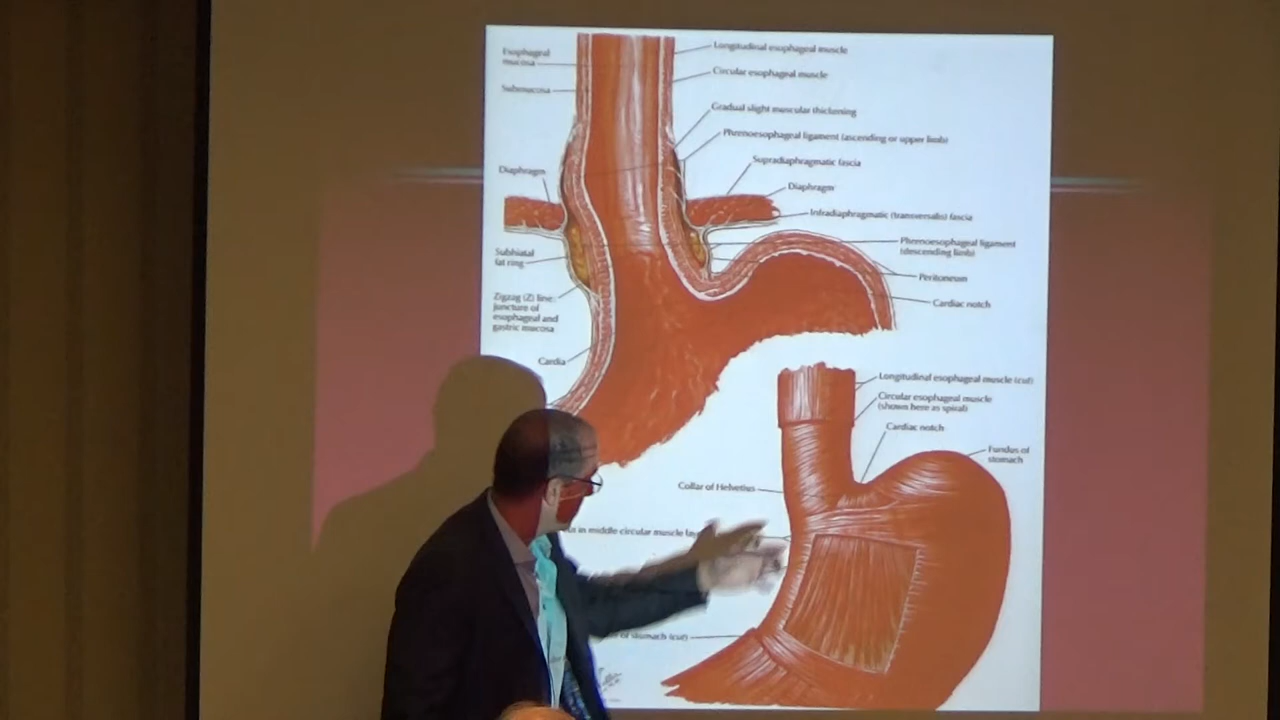 Esophageal
mucosa
Submucosa
Diaphragm
Subhiatal
fat ring
Zigzag (Z) line:
juncture of
esophageal and
gastric mucosa
Cardia
Longitudinal esophageal muscle
Circular esophageal muscle
Gradual slight muscular thickening
Phrenoesophageal ligament (ascending or upper limb)
Supradiaphragmatic fascia
Diaphragm
Infradiaphragmatic (transversalis) fascia
Phrenoesophageal ligament
(descending limb)
Peritoneum
Cardiac notch
Longitudinal esophageal muscle (cut)
Circular esophageal muscle
(shown here as spiral)
Cardiac notch
Fundus of
stomach
Collar of Helvetius
in middle circular muscle
of stomach (cut)